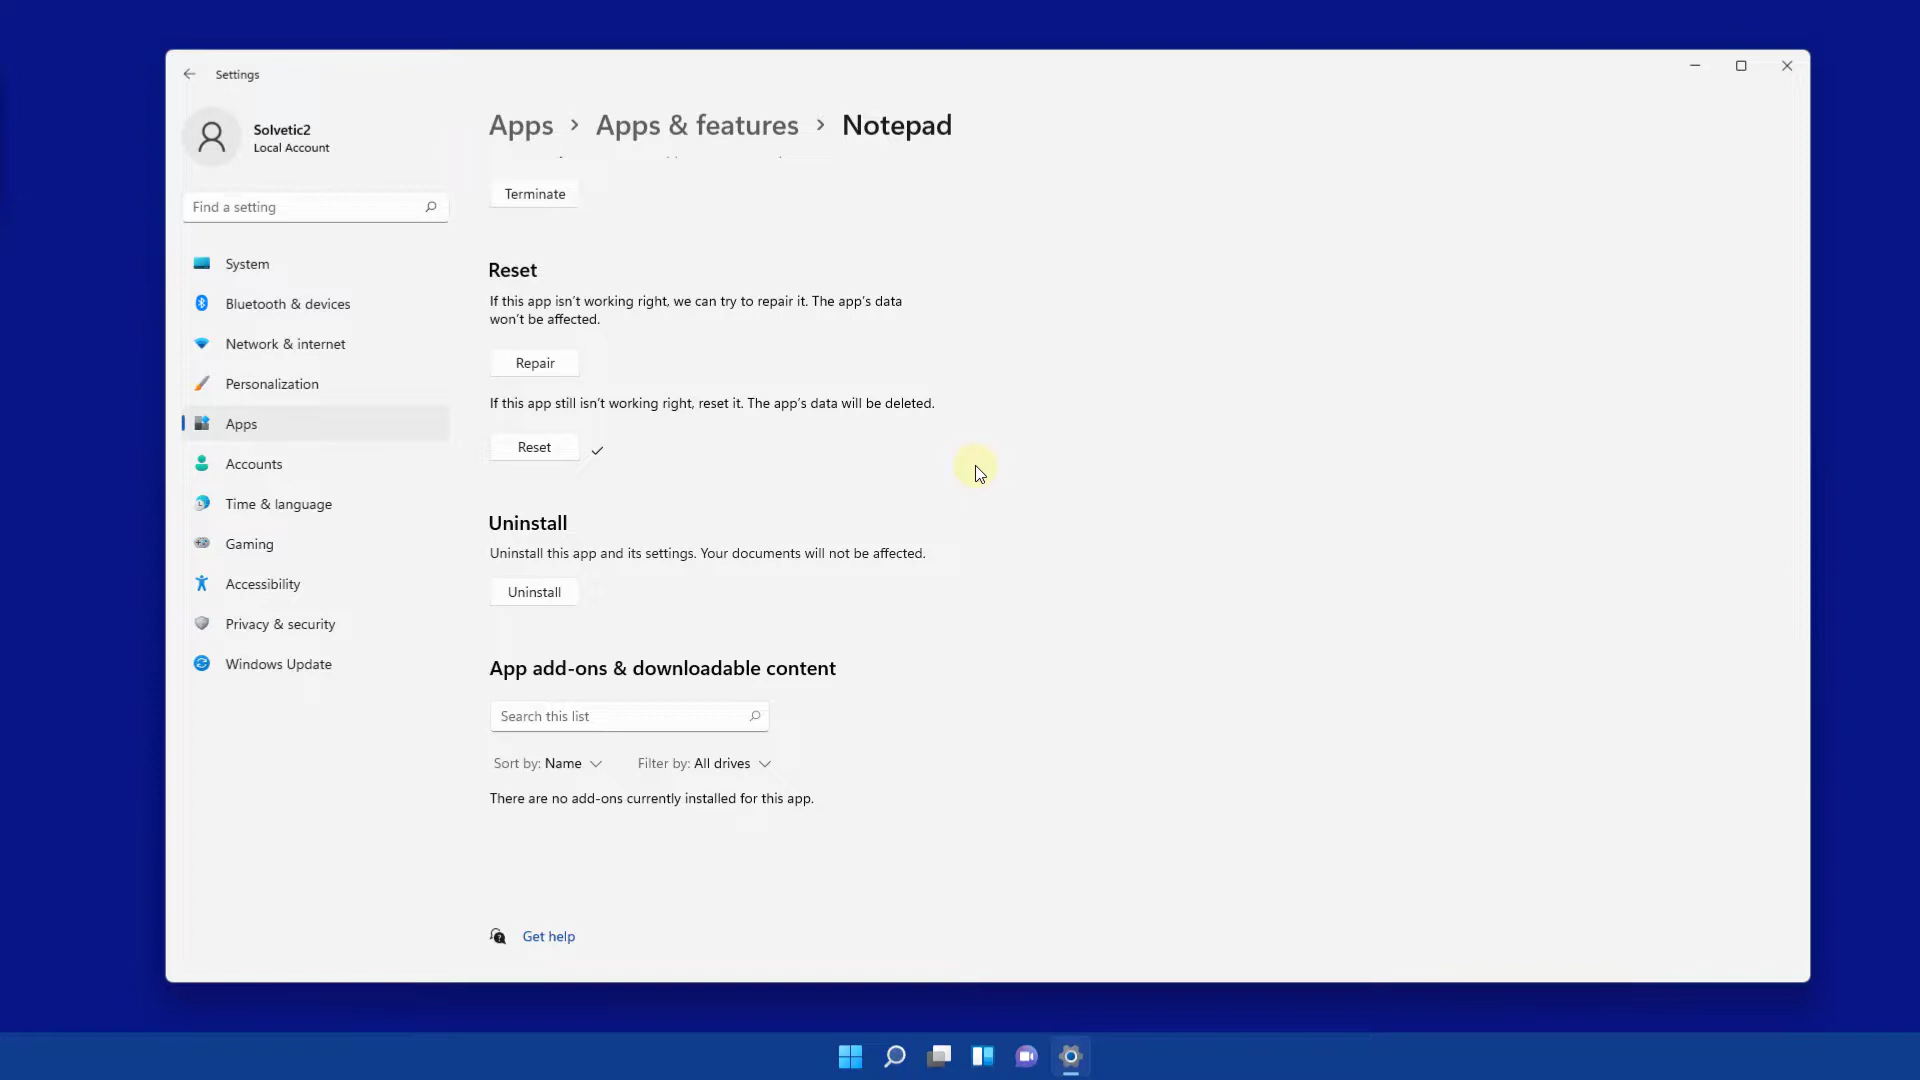 Settings
Solvetic2
Local Account
Find a setting
System
Bluetooth & devices
Network & internet
Personalization
Apps
Accounts
Time & language
Gaming
Accessibility
Privacy & security
Windows Update
Apps > Apps & features > Notepad
Terminate
Reset
If this app isn't working right, we can try to repair it. The app's data
won't be affected.
Repair
If this app still isn't working right, reset it. The app's data will be deleted.
Reset
Uninstall
Uninstall this app and its settings. Your documents will not be affected.
Uninstall
App add-ons & downloadable content
Search this list
Sort by: Name Filter by: All drives
There are no add-ons currently installed for this app.
Get help